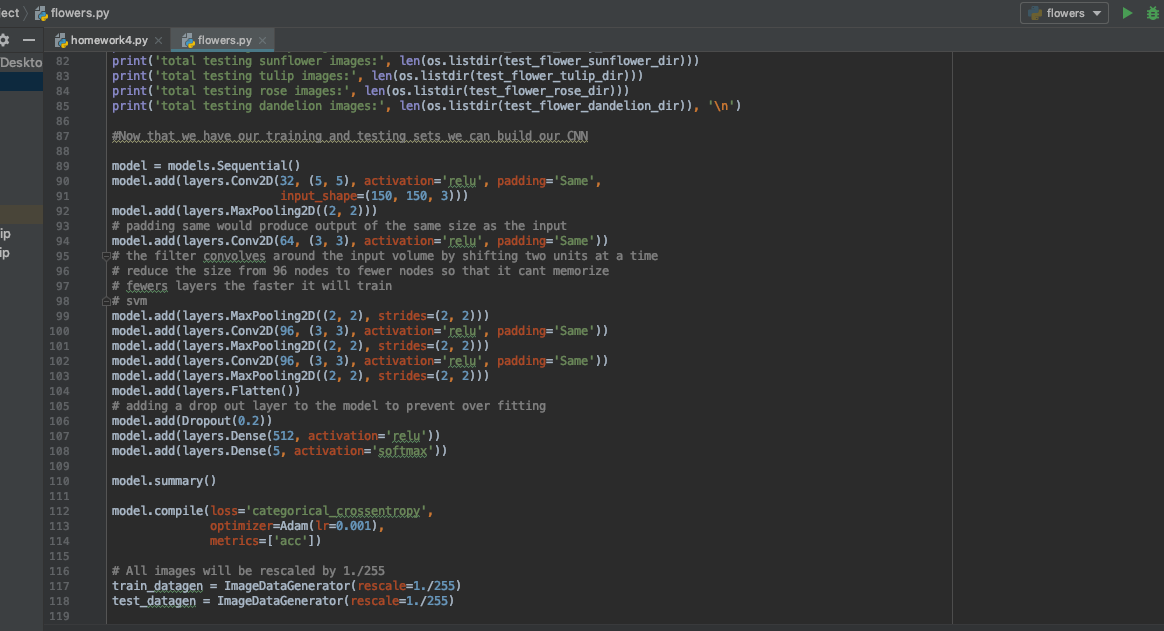 ect flowers.py flowers
homework4.py flowers.py
Deskto
82 print('total testing sunflower images:', len(os.listdir(test_flower_sunflower_dir)))
83 print('total testing tulip images:', len(os.listdir(test_flower_tulip_dir)))
84 print('total testing rose images:', len(os.listdir(test_flower_rose_dir)))
85 print('total testing dandelion images:', len(os.listdir(test_flower_dandelion_dir)), '\n')
86
87 #Now that we have our training and testing sets we can build our CNN
88
89 model = models.Sequential()
90 model.add(layers.Conv2D(32, (5, 5), activation='relu', padding='Same',
91 input_shape=(150, 150, 3)))
92 model.add(layers.MaxPooling2D((2, 2)))
93 # padding same would produce output of the same size as the input
ip
94 model.add(layers.Conv2D(64, (3, 3), activation='relu', padding='Same'))
ip
95 # the filter convolves around the input volume by shifting two units at a time
96 # reduce the size from 96 nodes to fewer nodes so that it cant memorize
97 # fewers layers the faster it will train
98 # svm
99 model.add(layers.MaxPooling2D((2, 2), strides=(2, 2)))
100 model.add(layers.Conv2D(96, (3, 3), activation='relu', padding='Same'))
101 model.add(layers.MaxPooling2D((2, 2), strides=(2, 2)))
102 model.add(layers.Conv2D(96, (3, 3), activation='relu', padding='Same'))
103 model.add(layers.MaxPooling2D((2, 2), strides=(2, 2)))
104 model.add(layers.Flatten())
105 # adding a drop out layer to the model to prevent over fitting
106 model.add(Dropout(0.2))
107 model.add(layers.Dense(512, activation='relu'))
108 model.add(layers.Dense(5, activation='softmax'))
109
110 model.summary()
111
112 model.compile(loss='categorical_crossentropy',
113 optimizer=Adam(lr=0.001),
114 metrics=['acc'])
115
116 # All images will be rescaled by 1./255
117 train_datagen = ImageDataGenerator(rescale=1./255)
118 test_datagen = ImageDataGenerator(rescale=1./255)
119